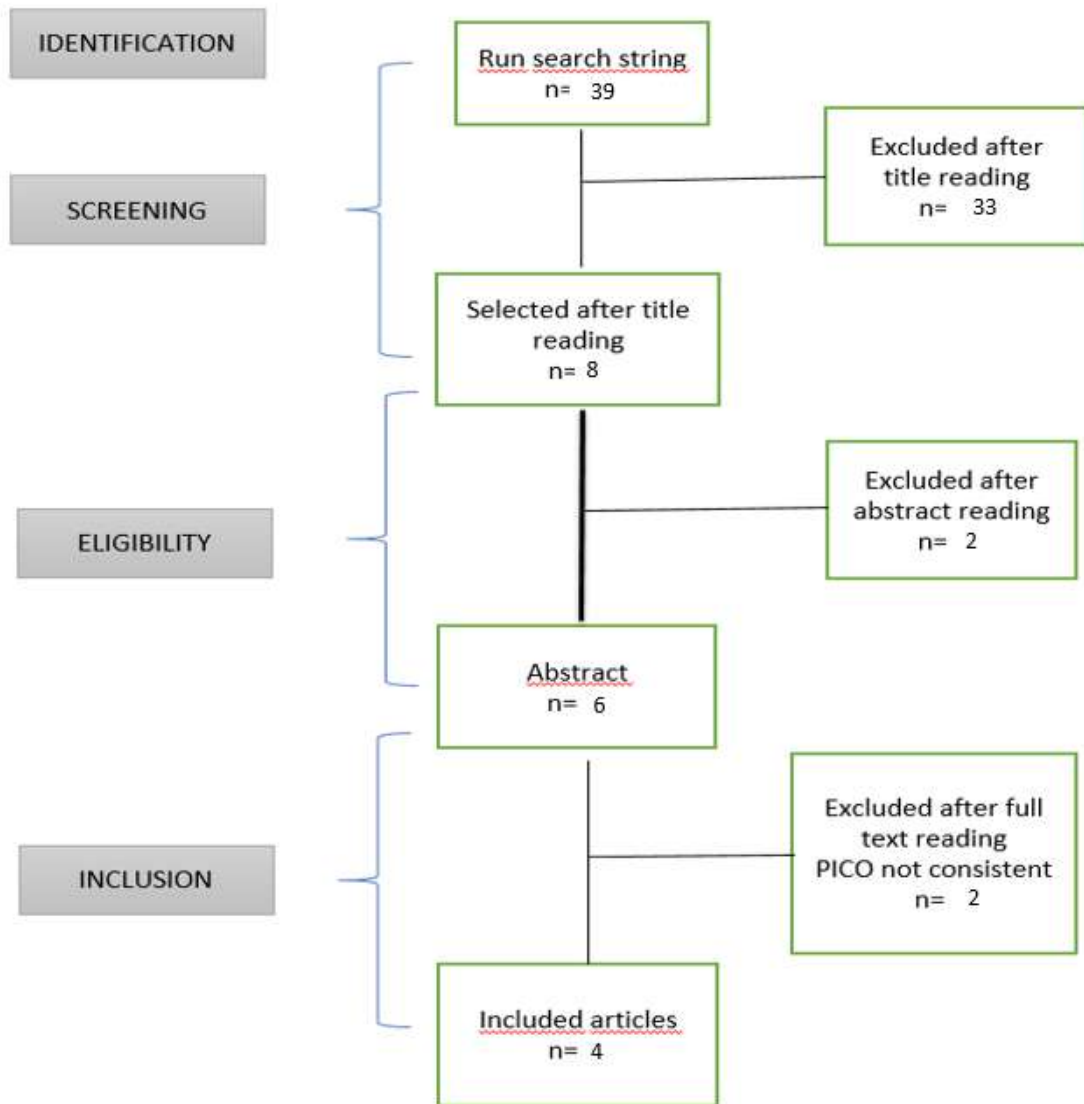 IDENTIFICATION
Run search string
n= 39
Excluded after
title reading
n= 33
SCREENING
Selected after title
reading
n= 8
Excluded after
abstract reading
n= 2
ELIGIBILITY
Abstract
n= 6
Excluded after full
text reading
PICO not consistent
n= 2
INCLUSION
Included articles
n= 4